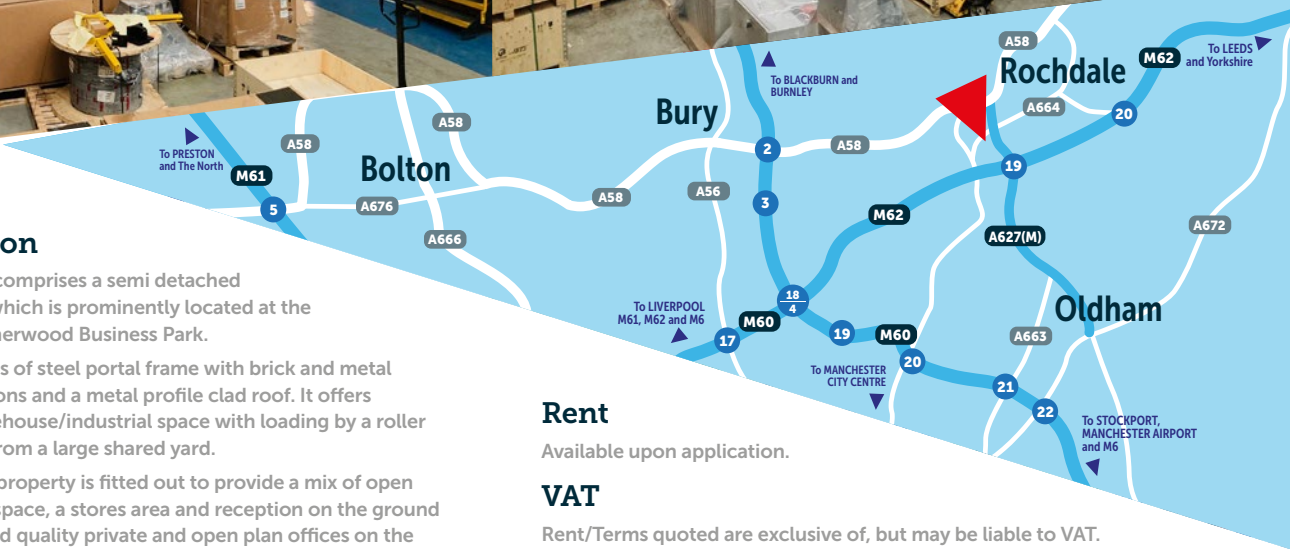 A58
M62
To LEEDS
and Yorkshire
Rochdale
To BLACKBURN and
BURNLEY
A664
20
Bury
A58
A58
2
A58
To PRESTON
and The North
Bolton
19
M61
A58
A56
3
5
A676
M62
A672
A666
A627(M)
18
4
To LIVERPOOL
M61, M62 and M6
M60
Oldham
17
19
M60
A663
20
To MANCHESTER
CITY CENTRE
21
22
To STOCKPORT,
MANCHESTER AIRPORT
and M6
on
comprises a semi detached
which is prominently located at the
herwood Business Park.
s of steel portal frame with brick and metal
ons and a metal profile clad roof. It offers
ehouse/industrial space with loading by a roller
from a large shared yard.
property is fitted out to provide a mix of open
space, a stores area and reception on the ground
d quality private and open plan offices on the
Rent
Available upon application.
VAT
Rent/Terms quoted are exclusive of, but may be liable to VAT.